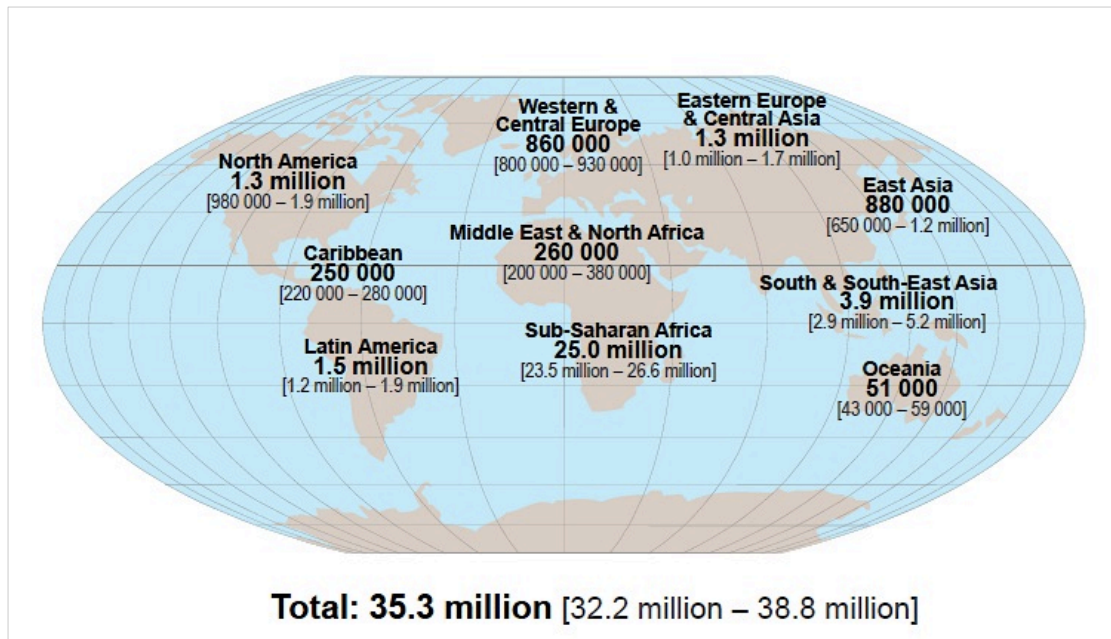 Western &
Central Europe
860 000
[800 000 – 930 000]
Eastern Europe
& Central Asia
1.3 million
[1.0 million – 1.7 million]
North America
1.3 million
[980 000 – 1.9 million]
East Asia
880 000
[650 000 – 1.2 million]
Middle East & North Africa
260 000
[200 000 – 380 000]
Caribbean
250 000
[220 000 – 280 000]
South & South-East Asia
3.9 million
[2.9 million – 5.2 million]
Sub-Saharan Africa
25.0 million
[23.5 million – 26.6 million]
Latin America
1.5 million
[1.2 million – 1.9 million]
Oceania
51 000
[43 000 – 59 000]
Total: 35.3 million [32.2 million – 38.8 million]